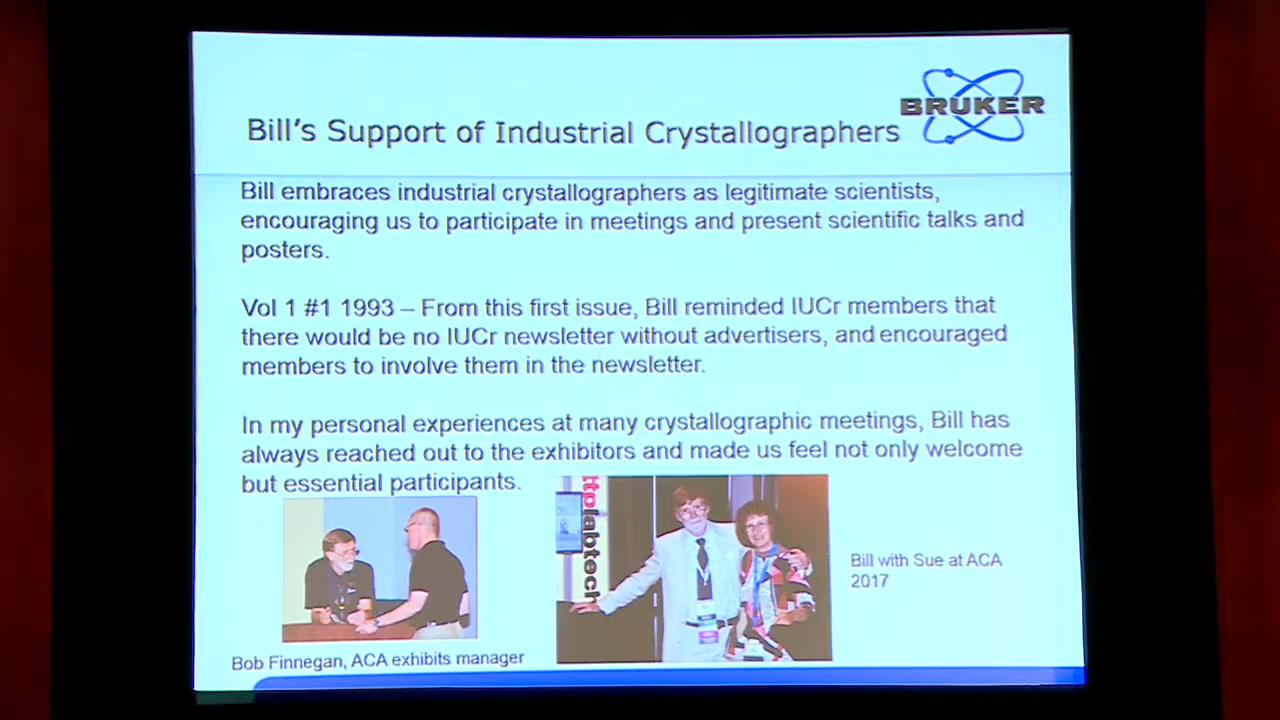 BRUKER
Bill's Support of Industrial Crystallographers
Bill embraces industrial crystallographers as legitimate scientists,
encouraging us to participate in meetings and present scientific talks and
posters.
Vol 1 #1 1993 – From this first issue, Bill reminded IUCr members that
there would be no IUCr newsletter without advertisers, and encouraged
members to involve them in the newsletter.
In my personal experiences at many crystallographic meetings, Bill has
always reached out to the exhibitors and made us feel not only welcome
but essential participants.
ttplabtech
Bill with Sue at ACA
2017
Bob Finnegan, ACA exhibits manager